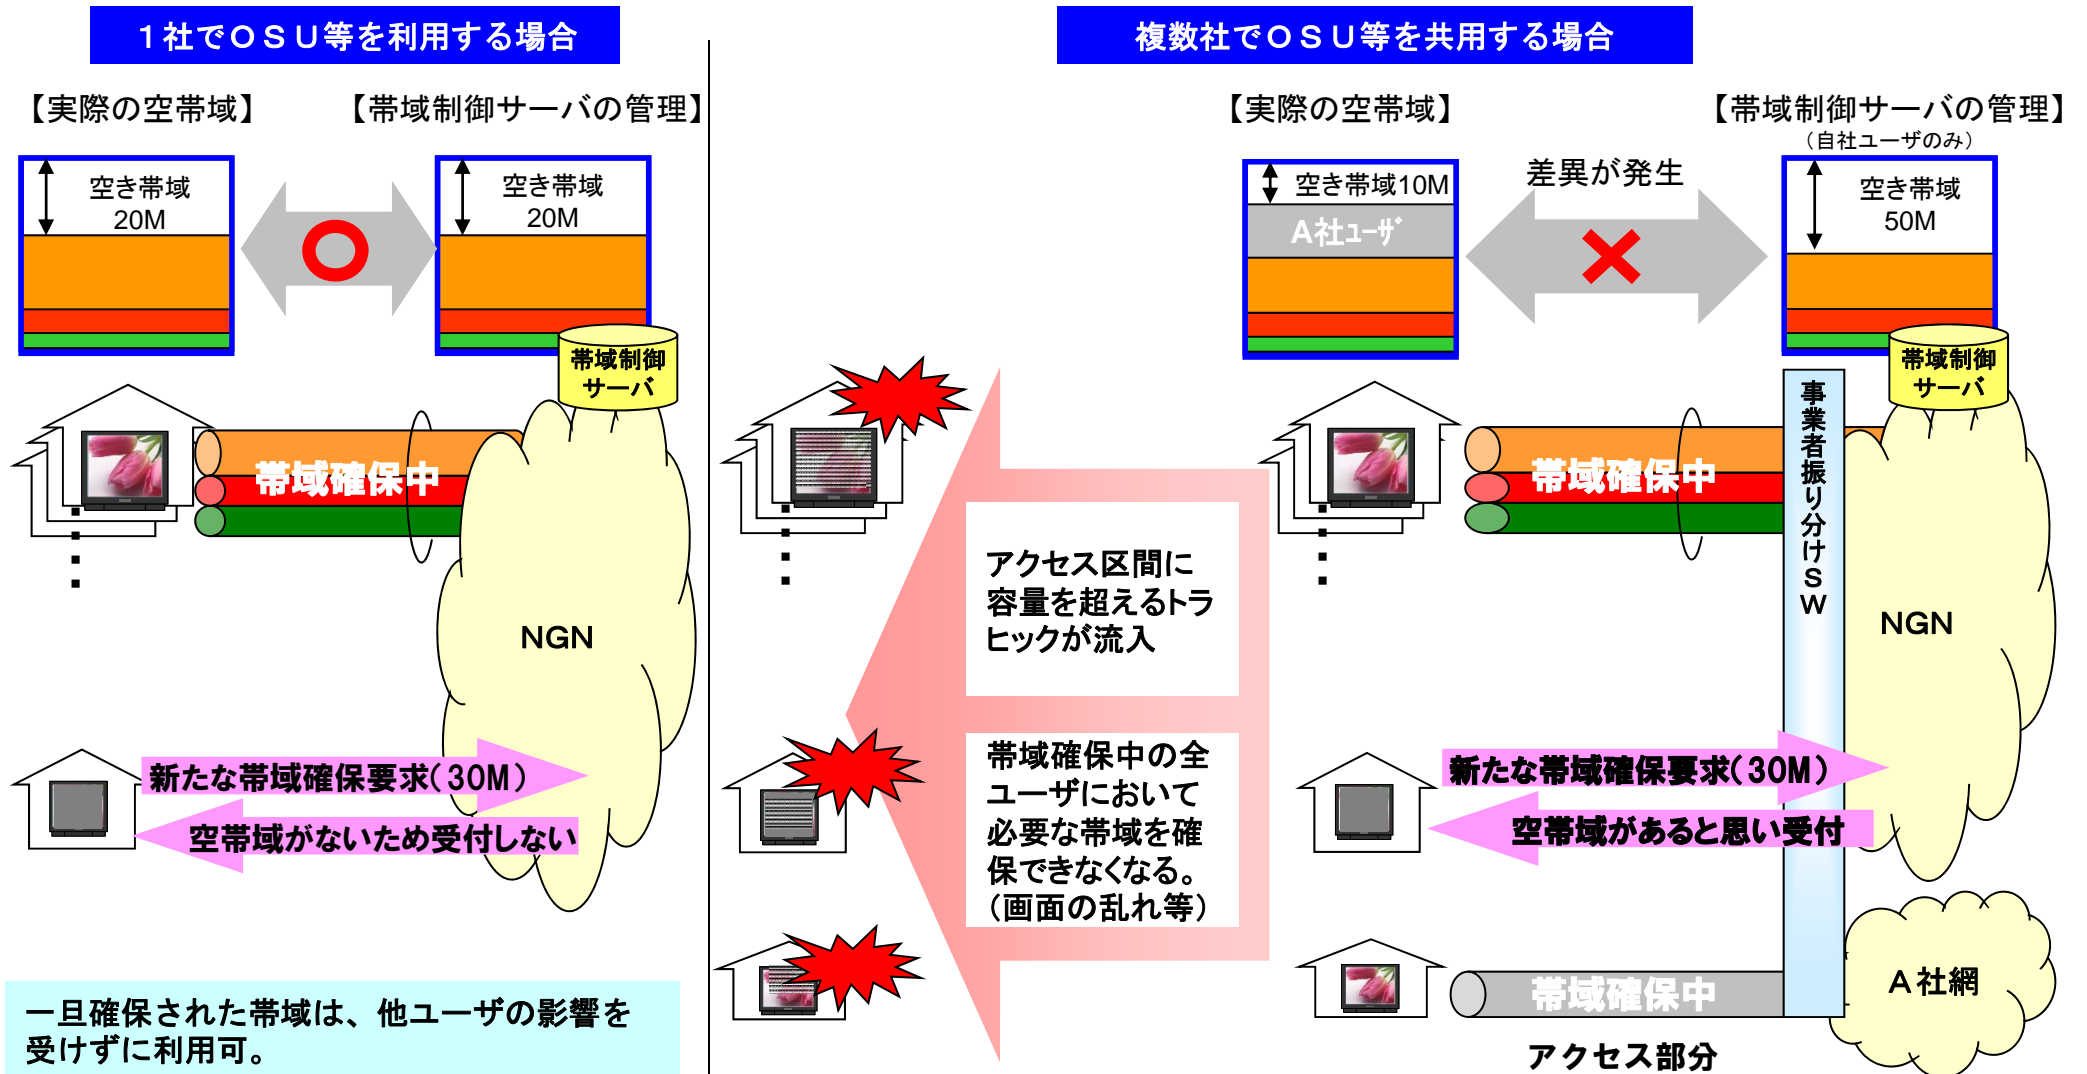 1社でOSU等を利用する場合
【実際の空帯域】
【帯域制御サーバの管理】
空き帯域
20M
空き帯域
20M
帯域制御
サーバ
帯域確保中
NGN
新たな帯域確保要求(30M)
空帯域がないため受付しない
一旦確保された帯域は、他ユーザの影響を
受けずに利用可。
複数社でOSU等を共用する場合
【実際の空帯域】
【帯域制御サーバの管理】
(自社ユーザのみ)
空き帯域10M
A社ユーザ
差異が発生
空き帯域
50M
帯域制御
サーバ
事業者振り分けSW
帯域確保中
NGN
アクセス区間に
容量を超えるトラ
ヒックが流入
帯域確保中の全
ユーザにおいて
必要な帯域を確
保できなくなる。
(画面の乱れ等)
新たな帯域確保要求(30M)
空帯域があると思い受付
帯域確保中
A社網
アクセス部分